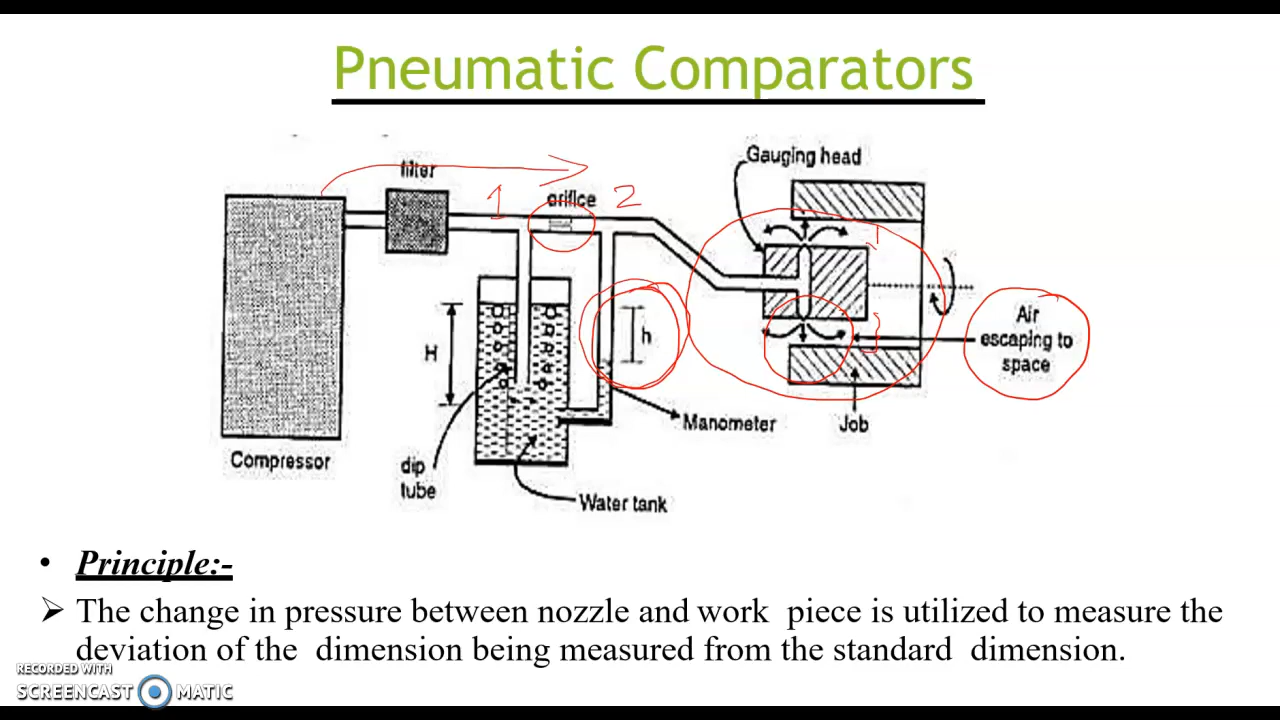 Pneumatic Comparators
filter
1
orifice
2
Gauging head
H
h
Air
escaping to
space
Manometer
Job
Compressor
dip
tube
Water tank
• Principle:-
➢ The change in pressure between nozzle and work piece is utilized to measure the
deviation of the dimension being measured from the standard dimension.
RECORDED WITH
SCREENCAST MATIC